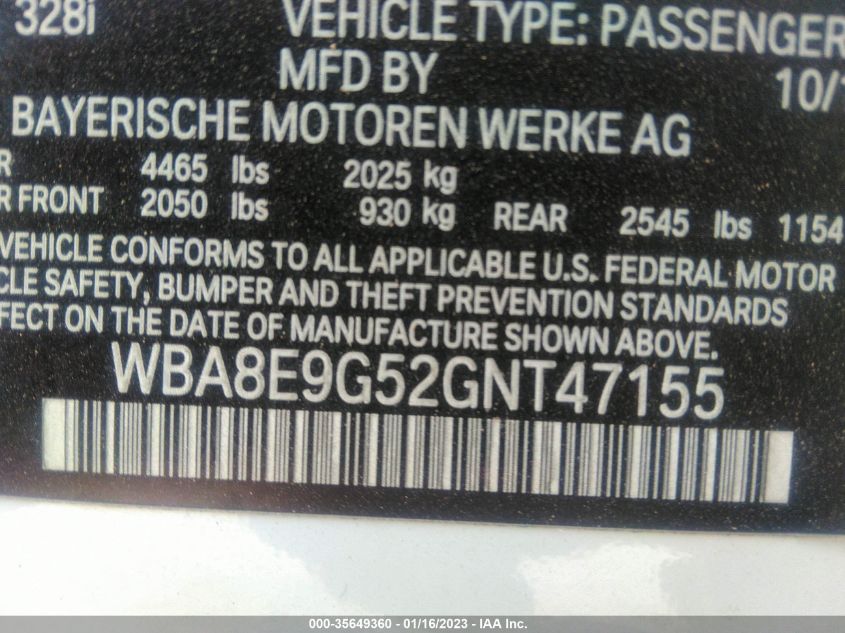 328i VEHICLE TYPE: PASSENGER
MFD BY 10/
BAYERISCHE MOTOREN WERKE AG
4465 lbs 2025 kg
FRONT 2050 lbs 930 kg REAR 2545 lbs 1154
VEHICLE CONFORMS TO ALL APPLICABLE U.S. FEDERAL MOTOR
CLE SAFETY, BUMPER AND THEFT PREVENTION STANDARDS
FECT ON THE DATE OF MANUFACTURE SHOWN ABOVE.
WBA8E9G52GNT47155
000-35649360 - 01/16/2023 - IAA Inc.